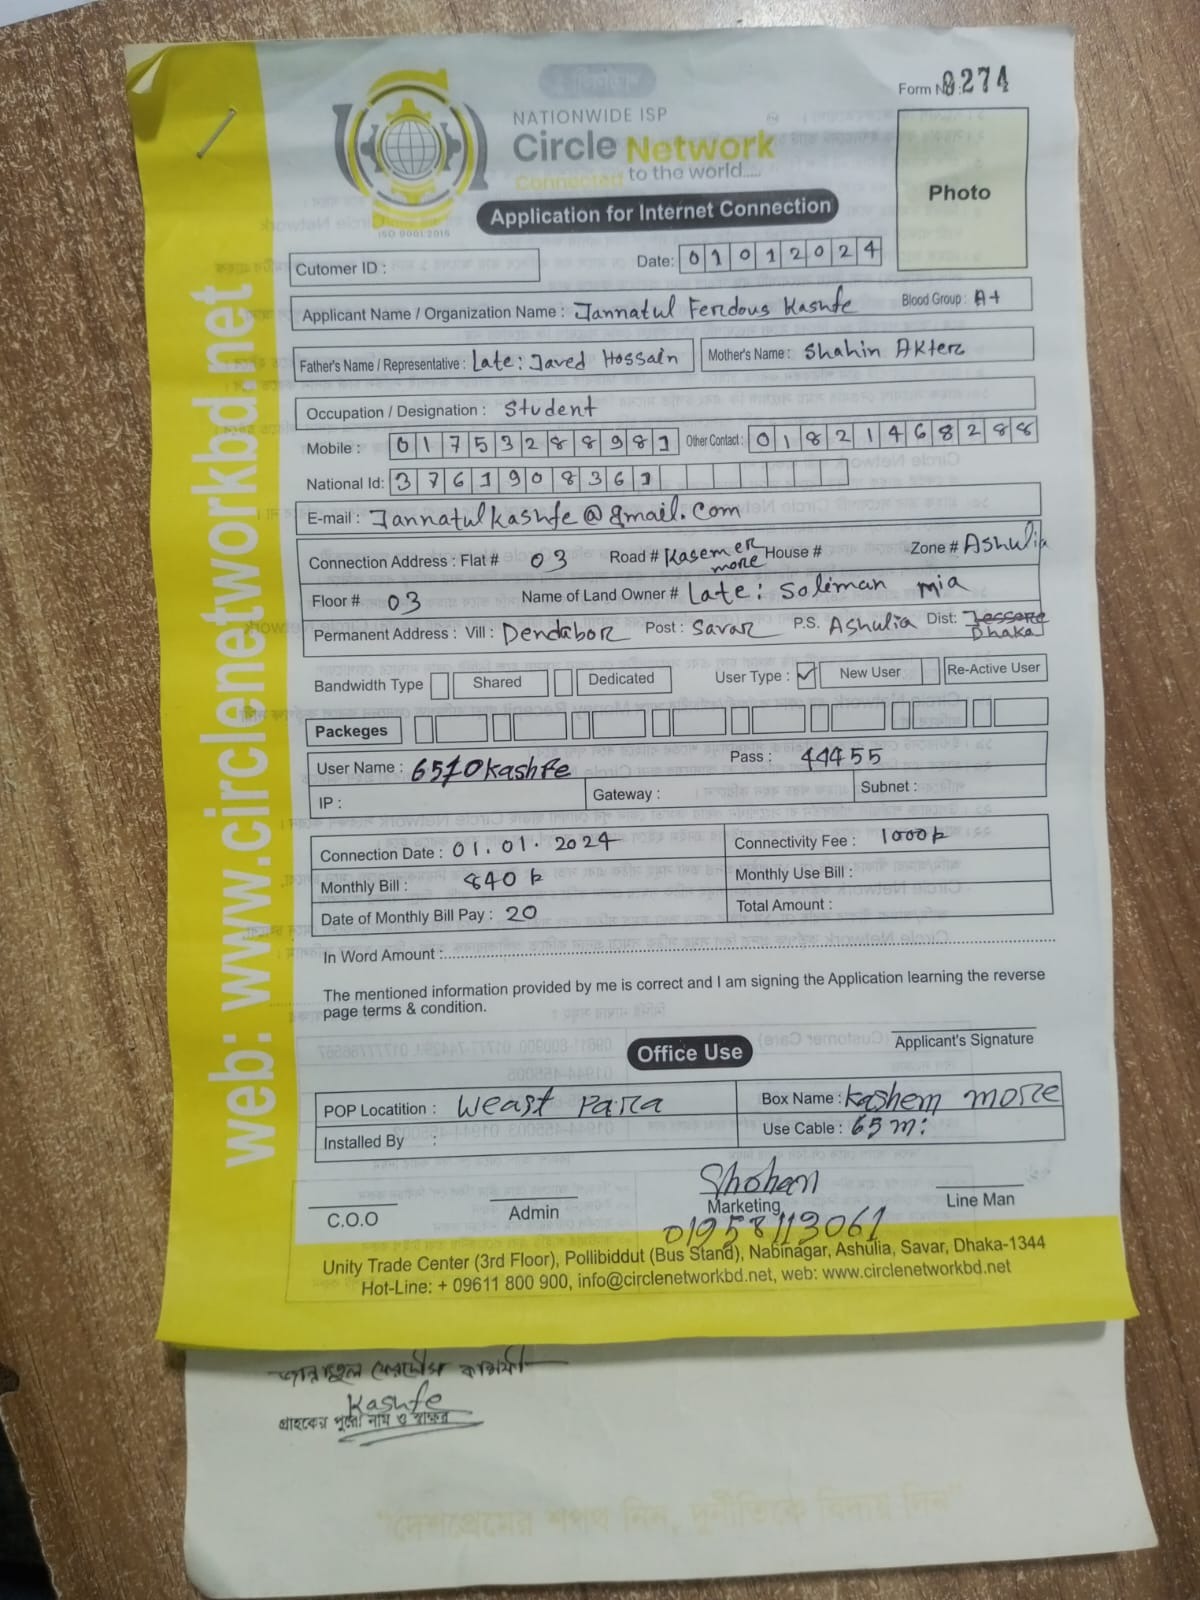 Form No: 0274
NATIONWIDE ISP
Circle Network
Connected to the world.....
ISO 9001:2015
Application for Internet Connection
Photo
Cutomer ID :
Date: 01012024
Applicant Name / Organization Name : Jannatul Ferdous Kashfe Blood Group : A+
Father's Name / Representative : Late: Javed Hossain Mother's Name : Shahin Akter
Occupation / Designation : Student
Mobile : 01753288981 Other Contact : 01821468288
National Id: 3761908361
E-mail : Jannatulkashfe@gmail.com
Connection Address : Flat # 03 Road # Kasemer more House # Zone # Ashulia
Floor # 03 Name of Land Owner # Late: Soliman mia
Permanent Address : Vill : Dendabor Post : Savar P.S. Ashulia Dist: Jessore Dhaka
Bandwidth Type Shared Dedicated User Type : New User Re-Active User
Packeges
User Name : 6510kashfe Pass : 44455
IP : Gateway : Subnet :
Connection Date : 01.01.2024 Connectivity Fee : 1000৳
Monthly Bill : 840৳ Monthly Use Bill :
Date of Monthly Bill Pay : 20 Total Amount :
In Word Amount :
The mentioned information provided by me is correct and I am signing the Application learning the reverse
page terms & condition.
Applicant's Signature
Office Use
POP Locatition : Weast Para Box Name : Kashem more
Installed By : Use Cable : 65 m:
Shohan
C.O.O Admin Marketing Line Man
01958113061
Unity Trade Center (3rd Floor), Pollibiddut (Bus Stand), Nabinagar, Ashulia, Savar, Dhaka-1344
Hot-Line: + 09611 800 900, info@circlenetworkbd.net, web: www.circlenetworkbd.net
web: www.circlenetworkbd.net
জান্নাতুল ফেরদৌস কাশফী
Kashfe
গ্রাহকের পুরো নাম ও স্বাক্ষর
"দেশপ্রেমের শপথ নিন, দুর্নীতিকে বিদায় দিন"